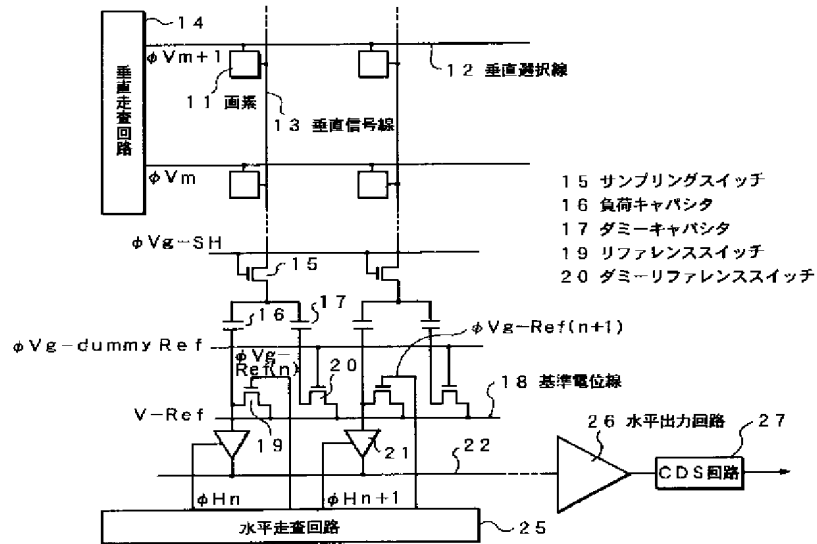 14
φVm+1
12 垂直選択線
11 画素
13 垂直信号線
垂直走査回路
φVm
15 サンプリングスイッチ
16 負荷キャパシタ
17 ダミーキャパシタ
19 リファレンススイッチ
20 ダミーリファレンススイッチ
φVg-SH
15
16
17
φVg-Ref(n+1)
φVg-dummy Ref
φVg-
Ref(n)
20
18 基準電位線
V-Ref
19
21
22
26 水平出力回路
27
CDS回路
φHn
φHn+1
水平走査回路
25